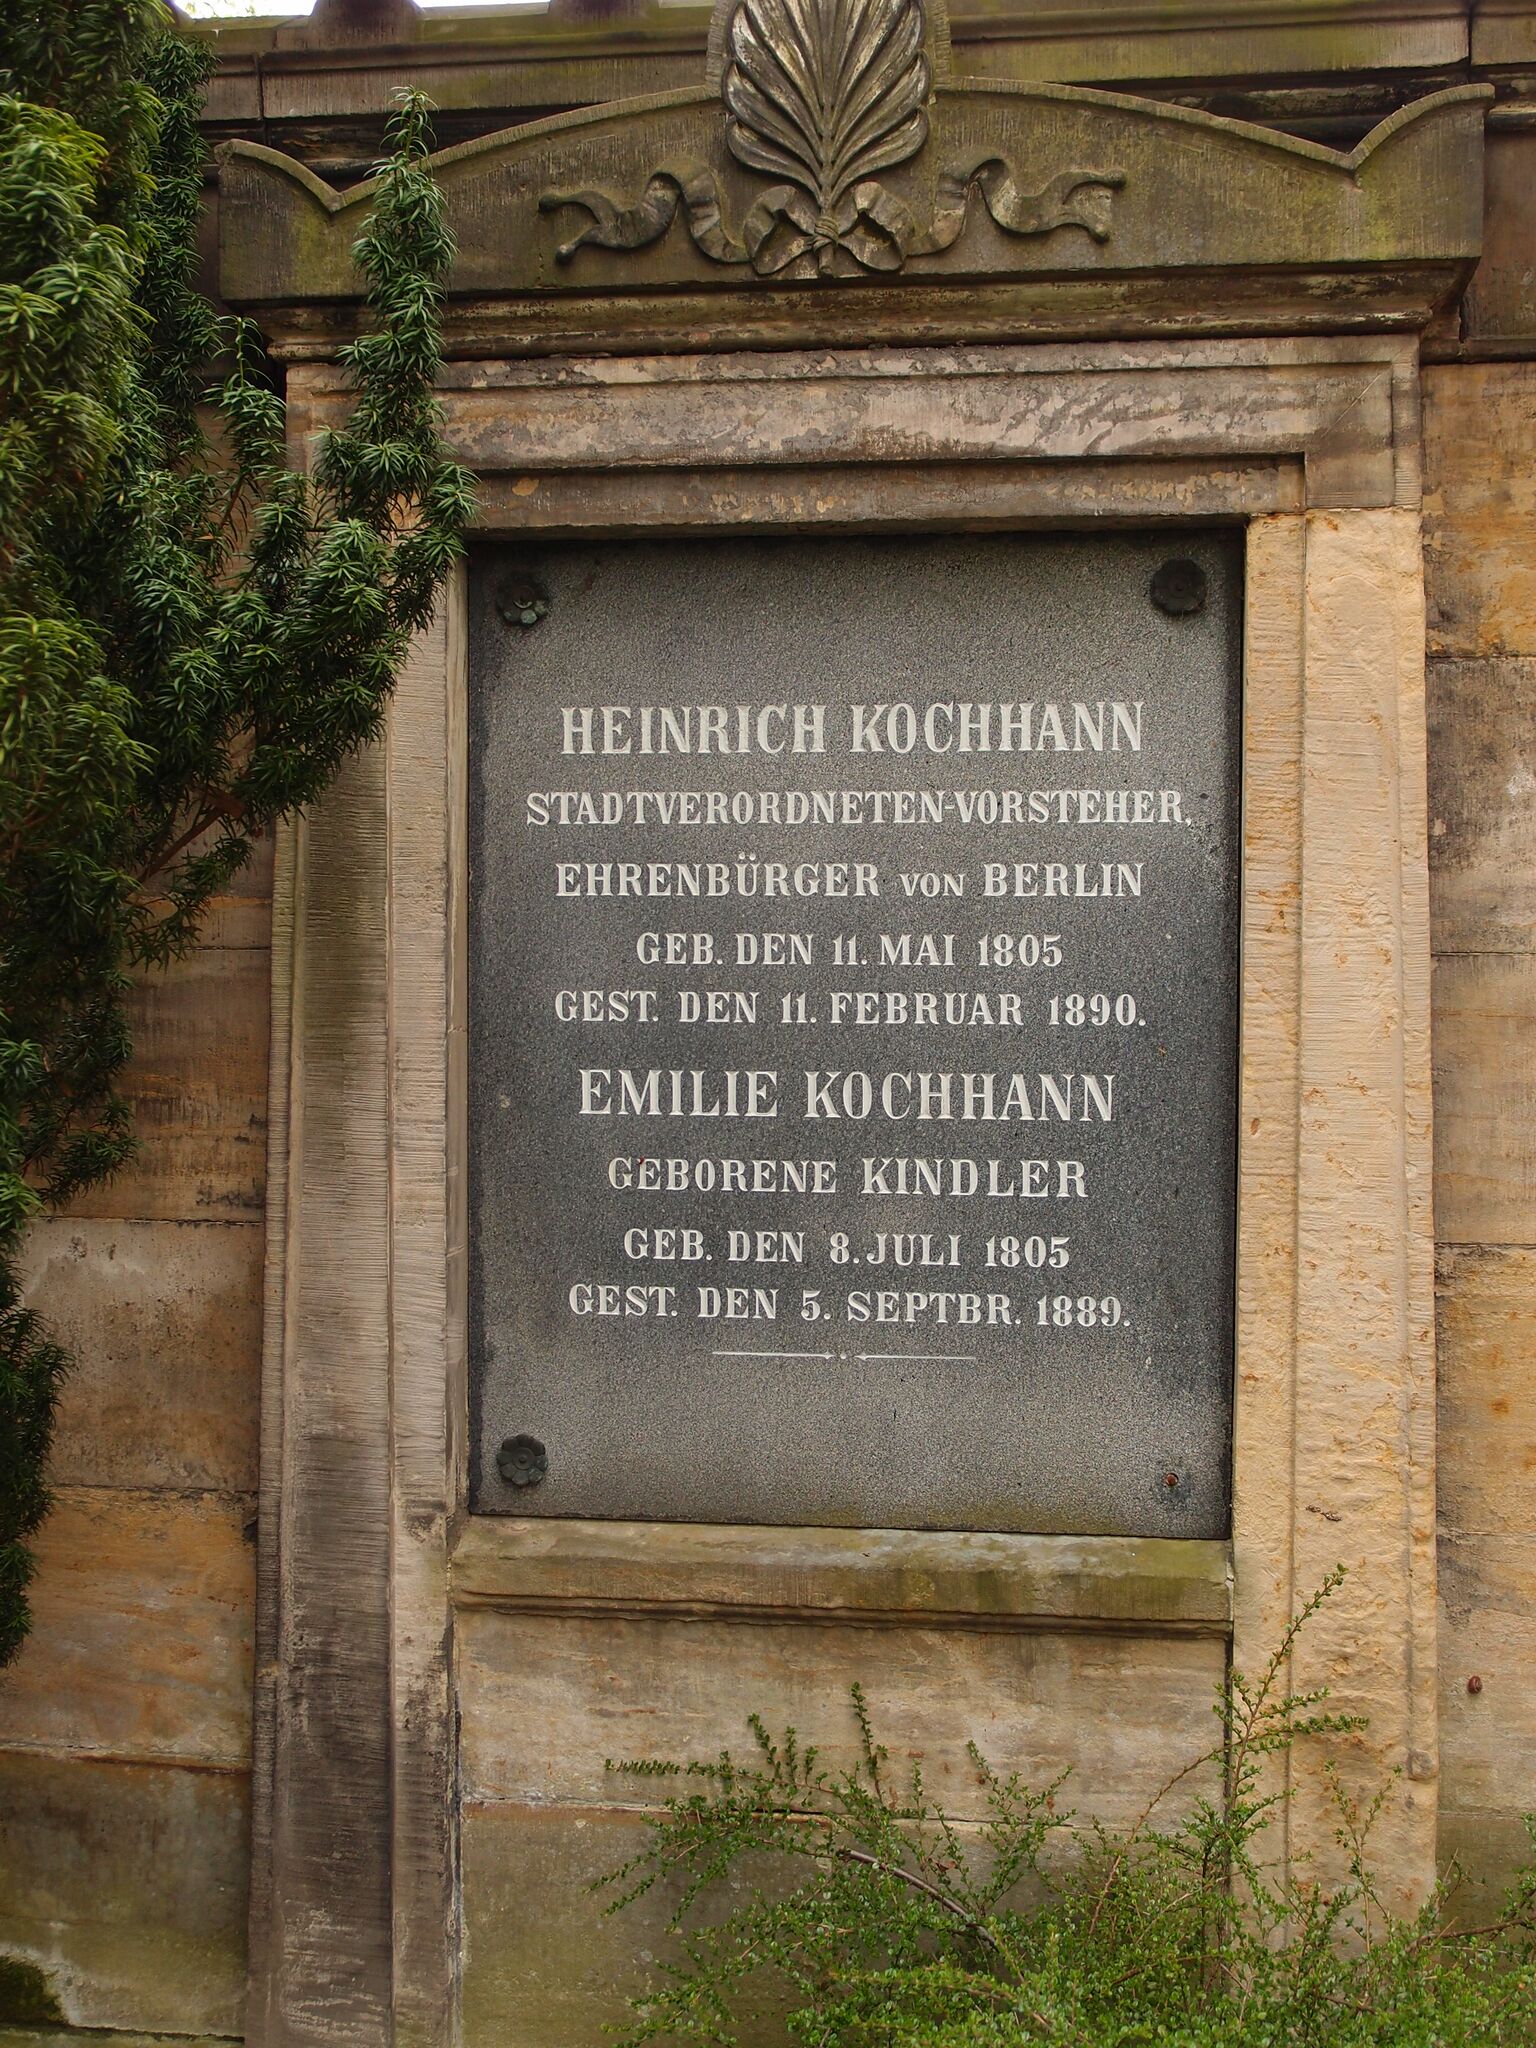 HEINRICH KOCHHANN
STADTVERORDNETEN-VORSTEHER,
EHRENBÜRGER VON BERLIN
GEB. DEN 11. MAI 1805
GEST. DEN 11. FEBRUAR 1890.
EMILIE KOCHHANN
GEBORENE KINDLER
GEB. DEN 8. JULI 1805
GEST. DEN 5. SEPTBR. 1889.